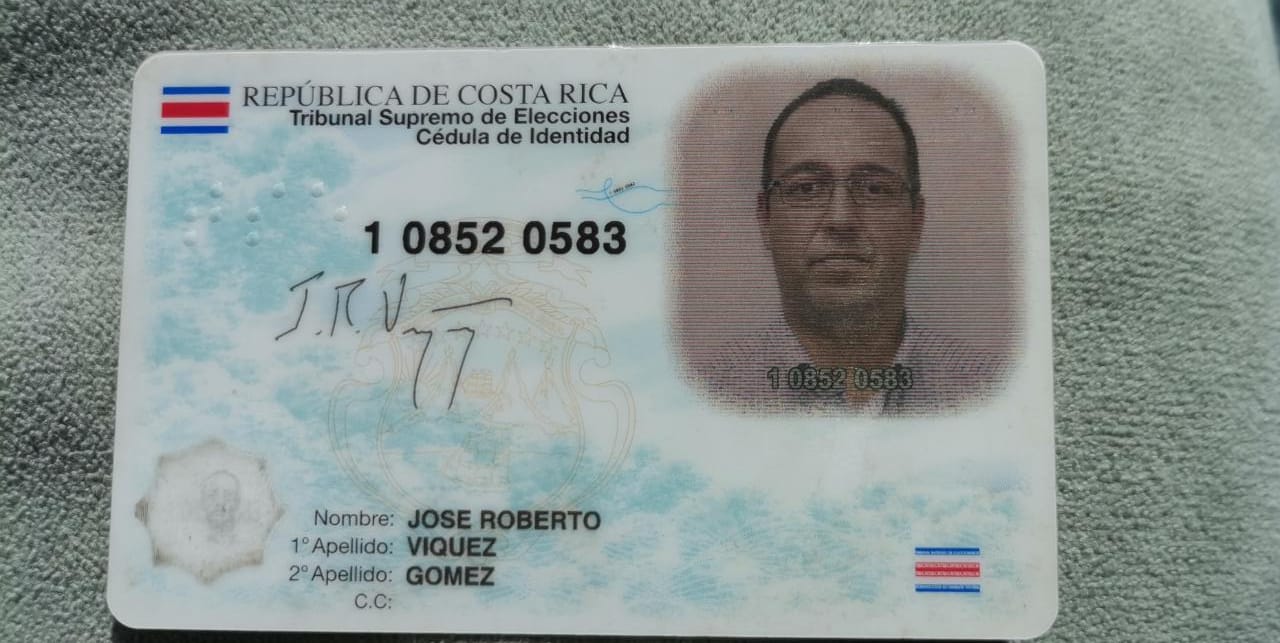 REPÚBLICA DE COSTA RICA
Tribunal Supremo de Elecciones
Cédula de Identidad
1 0852 0583
J.R.V
1 0852 0583
Nombre: JOSE ROBERTO
1° Apellido: VIQUEZ
2° Apellido: GOMEZ
C.C: